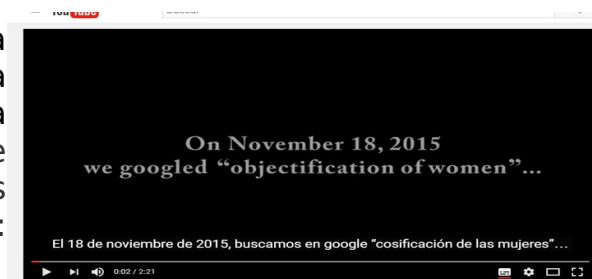 YouTube
On November 18, 2015
we googled “objectification of women”...
El 18 de noviembre de 2015, buscamos en google “cosificación de las mujeres”...
0:02 / 2:21